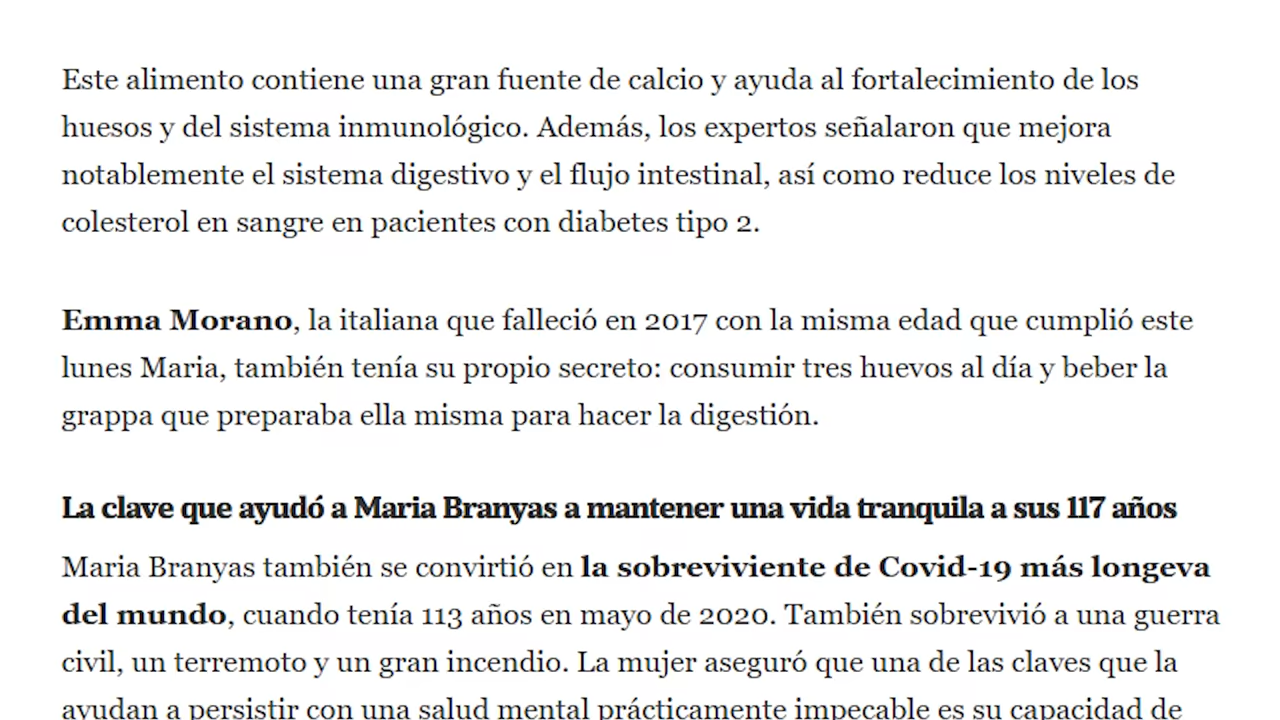 Este alimento contiene una gran fuente de calcio y ayuda al fortalecimiento de los
huesos y del sistema inmunológico. Además, los expertos señalaron que mejora
notablemente el sistema digestivo y el flujo intestinal, así como reduce los niveles de
colesterol en sangre en pacientes con diabetes tipo 2.
Emma Morano, la italiana que falleció en 2017 con la misma edad que cumplió este
lunes Maria, también tenía su propio secreto: consumir tres huevos al día y beber la
grappa que preparaba ella misma para hacer la digestión.
La clave que ayudó a Maria Branyas a mantener una vida tranquila a sus 117 años
Maria Branyas también se convirtió en la sobreviviente de Covid-19 más longeva
del mundo, cuando tenía 113 años en mayo de 2020. También sobrevivió a una guerra
civil, un terremoto y un gran incendio. La mujer aseguró que una de las claves que la
ayudan a persistir con una salud mental prácticamente impecable es su capacidad de